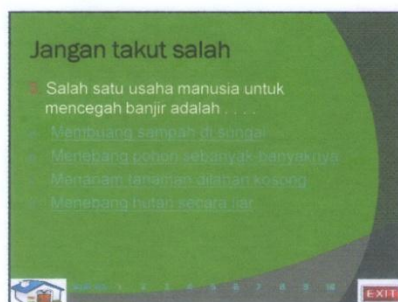 Jangan takut salah
Salah satu usaha manusia untuk
mencegah banjir adalah . . . .
Membuang sampah di sungai
Menebang pohon sebanyak-banyaknya
Menanam tanaman dilahan kosong
Menebang hutan secara liar
1 2 3 4 5 6 7 8 9 10
EXIT